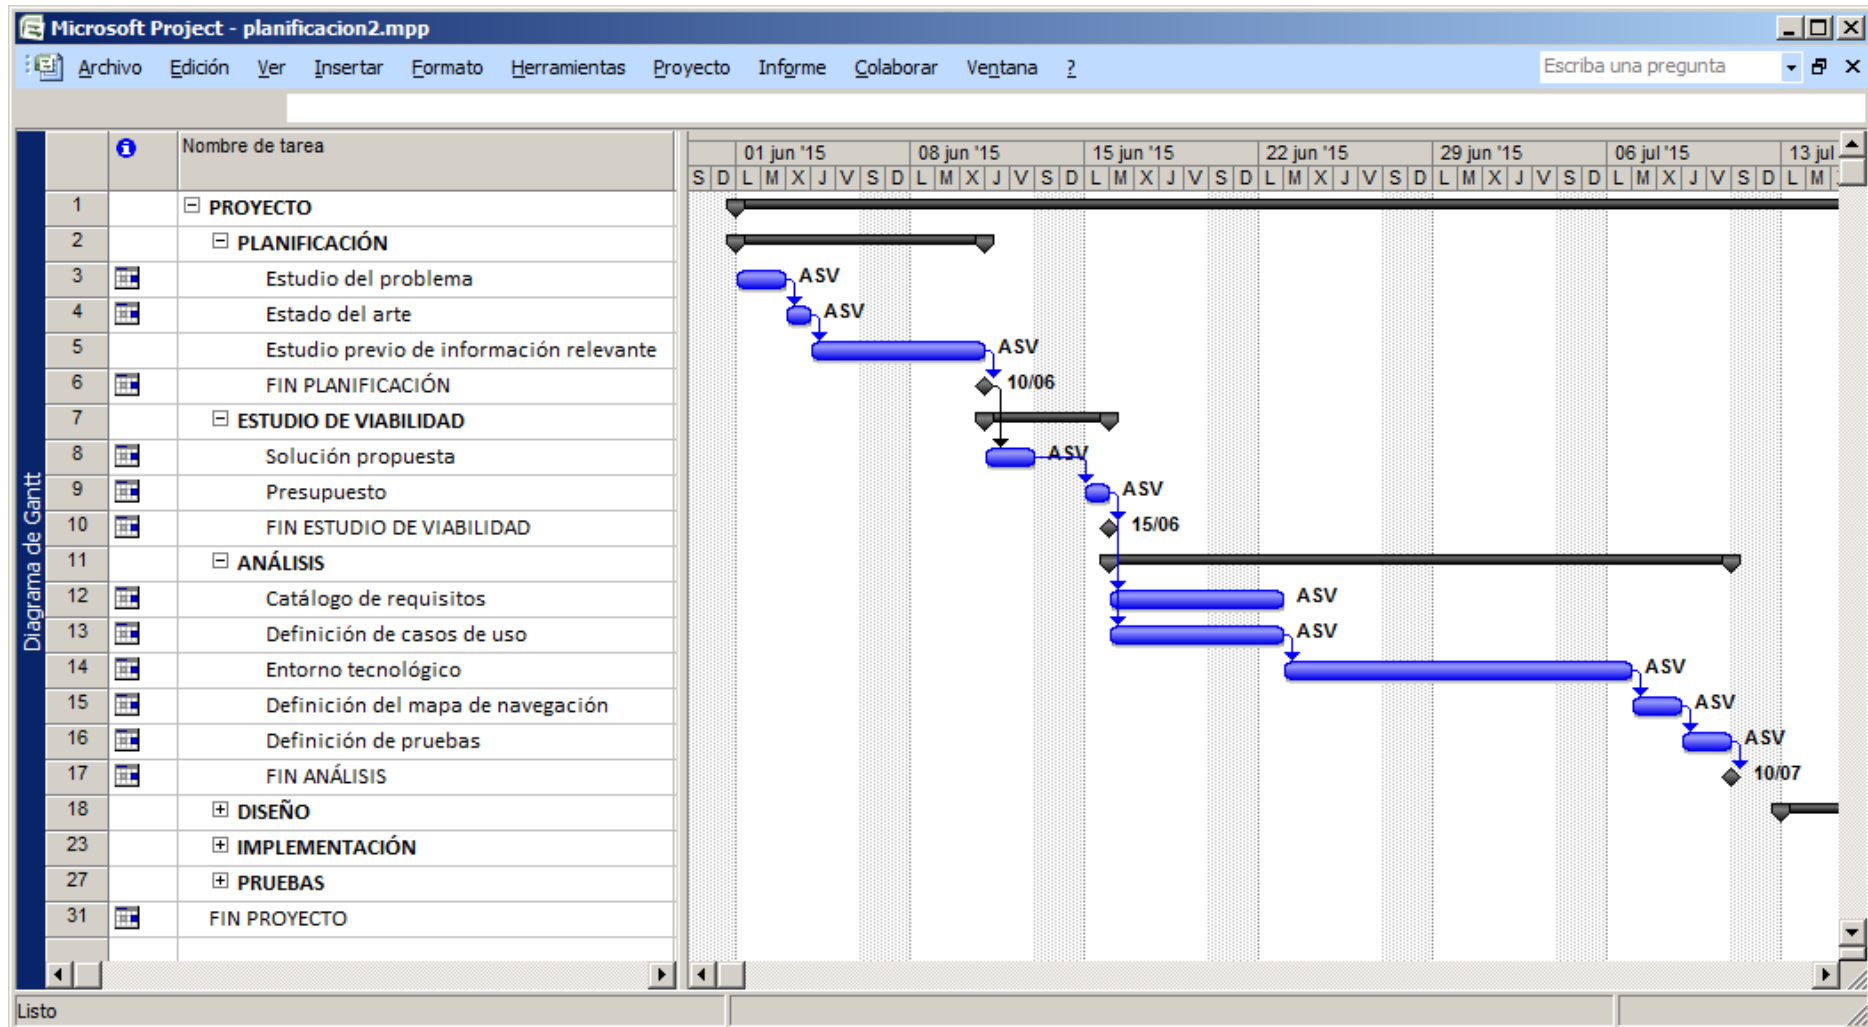 Microsoft Project - planificacion2.mpp
Archivo Edición Ver Insertar Formato Herramientas Proyecto Informe Colaborar Ventana ? Escriba una pregunta
Nombre de tarea
01 jun '15 08 jun '15 15 jun '15 22 jun '15 29 jun '15 06 jul '15 13 jul
S D L M X J V S D L M X J V S D L M X J V S D L M X J V S D L M X J V S D L M X J V S D L M
1 PROYECTO
2 PLANIFICACIÓN
3 Estudio del problema ASV
4 Estado del arte ASV
5 Estudio previo de información relevante ASV
6 FIN PLANIFICACIÓN 10/06
7 ESTUDIO DE VIABILIDAD
8 Solución propuesta ASV
9 Presupuesto ASV
10 FIN ESTUDIO DE VIABILIDAD 15/06
11 ANÁLISIS
12 Catálogo de requisitos ASV
13 Definición de casos de uso ASV
14 Entorno tecnológico ASV
15 Definición del mapa de navegación ASV
16 Definición de pruebas ASV
17 FIN ANÁLISIS 10/07
18 DISEÑO
23 IMPLEMENTACIÓN
27 PRUEBAS
31 FIN PROYECTO
Diagrama de Gantt
Listo